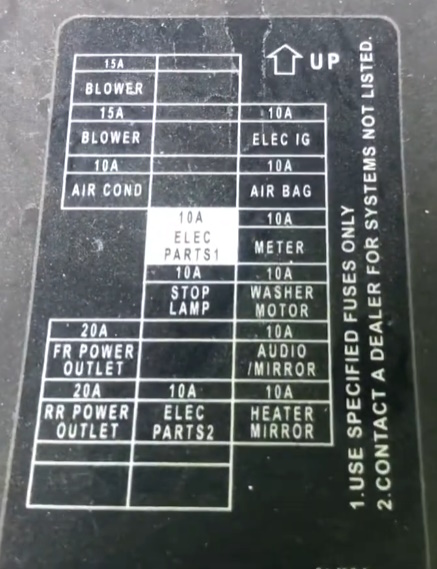 UP
15A
BLOWER
15A 10A
BLOWER ELEC IG
10A 10A
AIR COND AIR BAG
10A 10A
ELEC
PARTS1 METER
10A 10A
STOP WASHER
LAMP MOTOR
20A 10A
FR POWER AUDIO
OUTLET /MIRROR
20A 10A 10A
RR POWER ELEC HEATER
OUTLET PARTS2 MIRROR
1.USE SPECIFIED FUSES ONLY
2.CONTACT A DEALER FOR SYSTEMS NOT LISTED.